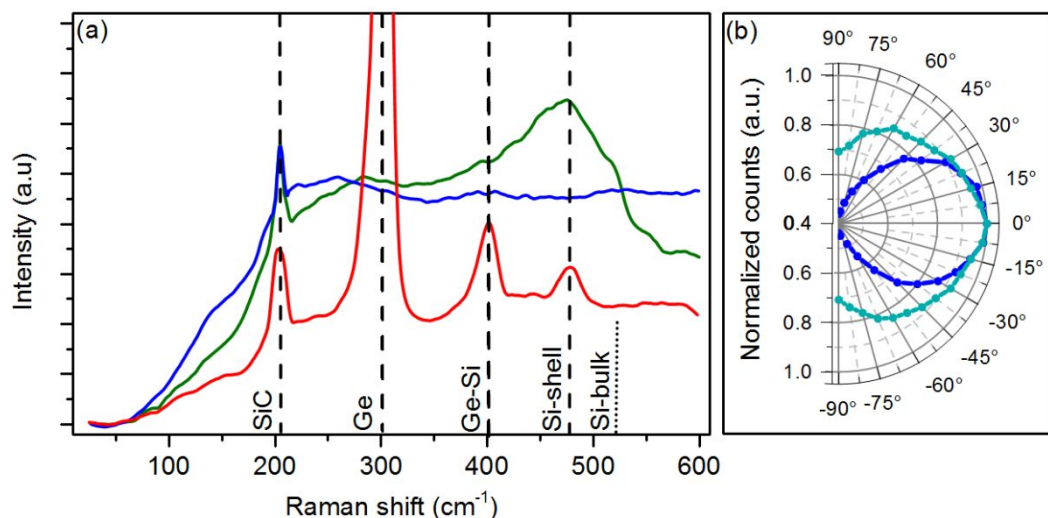 (a)
Intensity (a.u)
SiC
Ge
Ge-Si
Si-shell
Si-bulk
100
200
300
400
500
600
Raman shift (cm⁻¹)
(b)
Normalized counts (a.u.)
1.0
0.8
0.6
0.4
0.6
0.8
1.0
90°
75°
60°
45°
30°
15°
0°
-15°
-30°
-45°
-60°
-75°
-90°